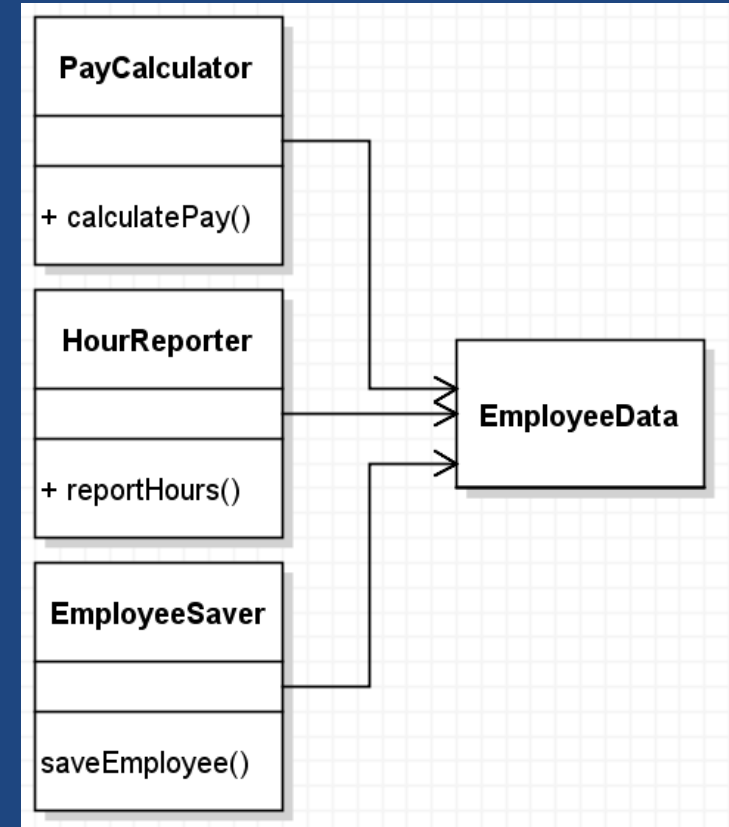 PayCalculator
+ calculatePay()
HourReporter
+ reportHours()
EmployeeSaver
saveEmployee()
EmployeeData